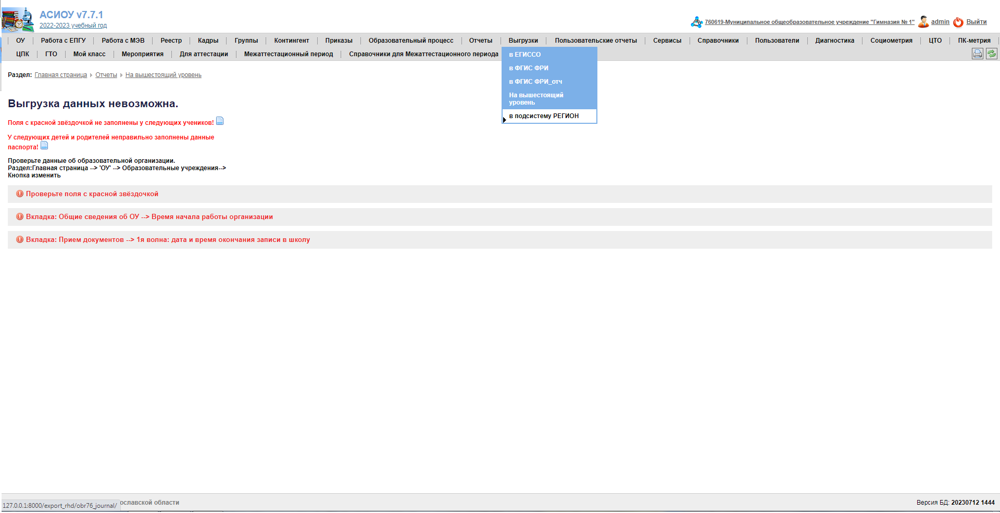 АСИОУ v7.7.1
2022-2023 учебный год
760619-Муниципальное общеобразовательное учреждение "Гимназия № 1" admin Выйти
ОУ Работа с ЕПГУ Работа с МЭВ Реестр Кадры Группы Контингент Приказы Образовательный процесс Отчеты Выгрузки Пользовательские отчеты Сервисы Справочники Пользователи Диагностика Социометрия ЦТО ПК-метрия
ЦПК ГТО Мой класс Мероприятия Для аттестации Межаттестационный период Справочники для Межаттестационного периода
в ЕГИССО
в ФГИС ФРИ
в ФГИС ФРИ_отч
На вышестоящий
уровень
в подсистему РЕГИОН
Раздел: Главная страница Отчеты На вышестоящий уровень
Выгрузка данных невозможна.
Поля с красной звёздочкой не заполнены у следующих учеников!
У следующих детей и родителей неправильно заполнены данные
паспорта!
Проверьте данные об образовательной организации.
Раздел:Главная страница --> 'ОУ' --> Образовательные учреждения-->
Кнопка изменить
Проверьте поля с красной звёздочкой
Вкладка: Общие сведения об ОУ --> Время начала работы организации
Вкладка: Прием документов --> 1я волна: дата и время окончания записи в школу
127.0.0.1:8000/export_rhd/obr76_journal/ ославской области
Версия БД: 20230712 1444